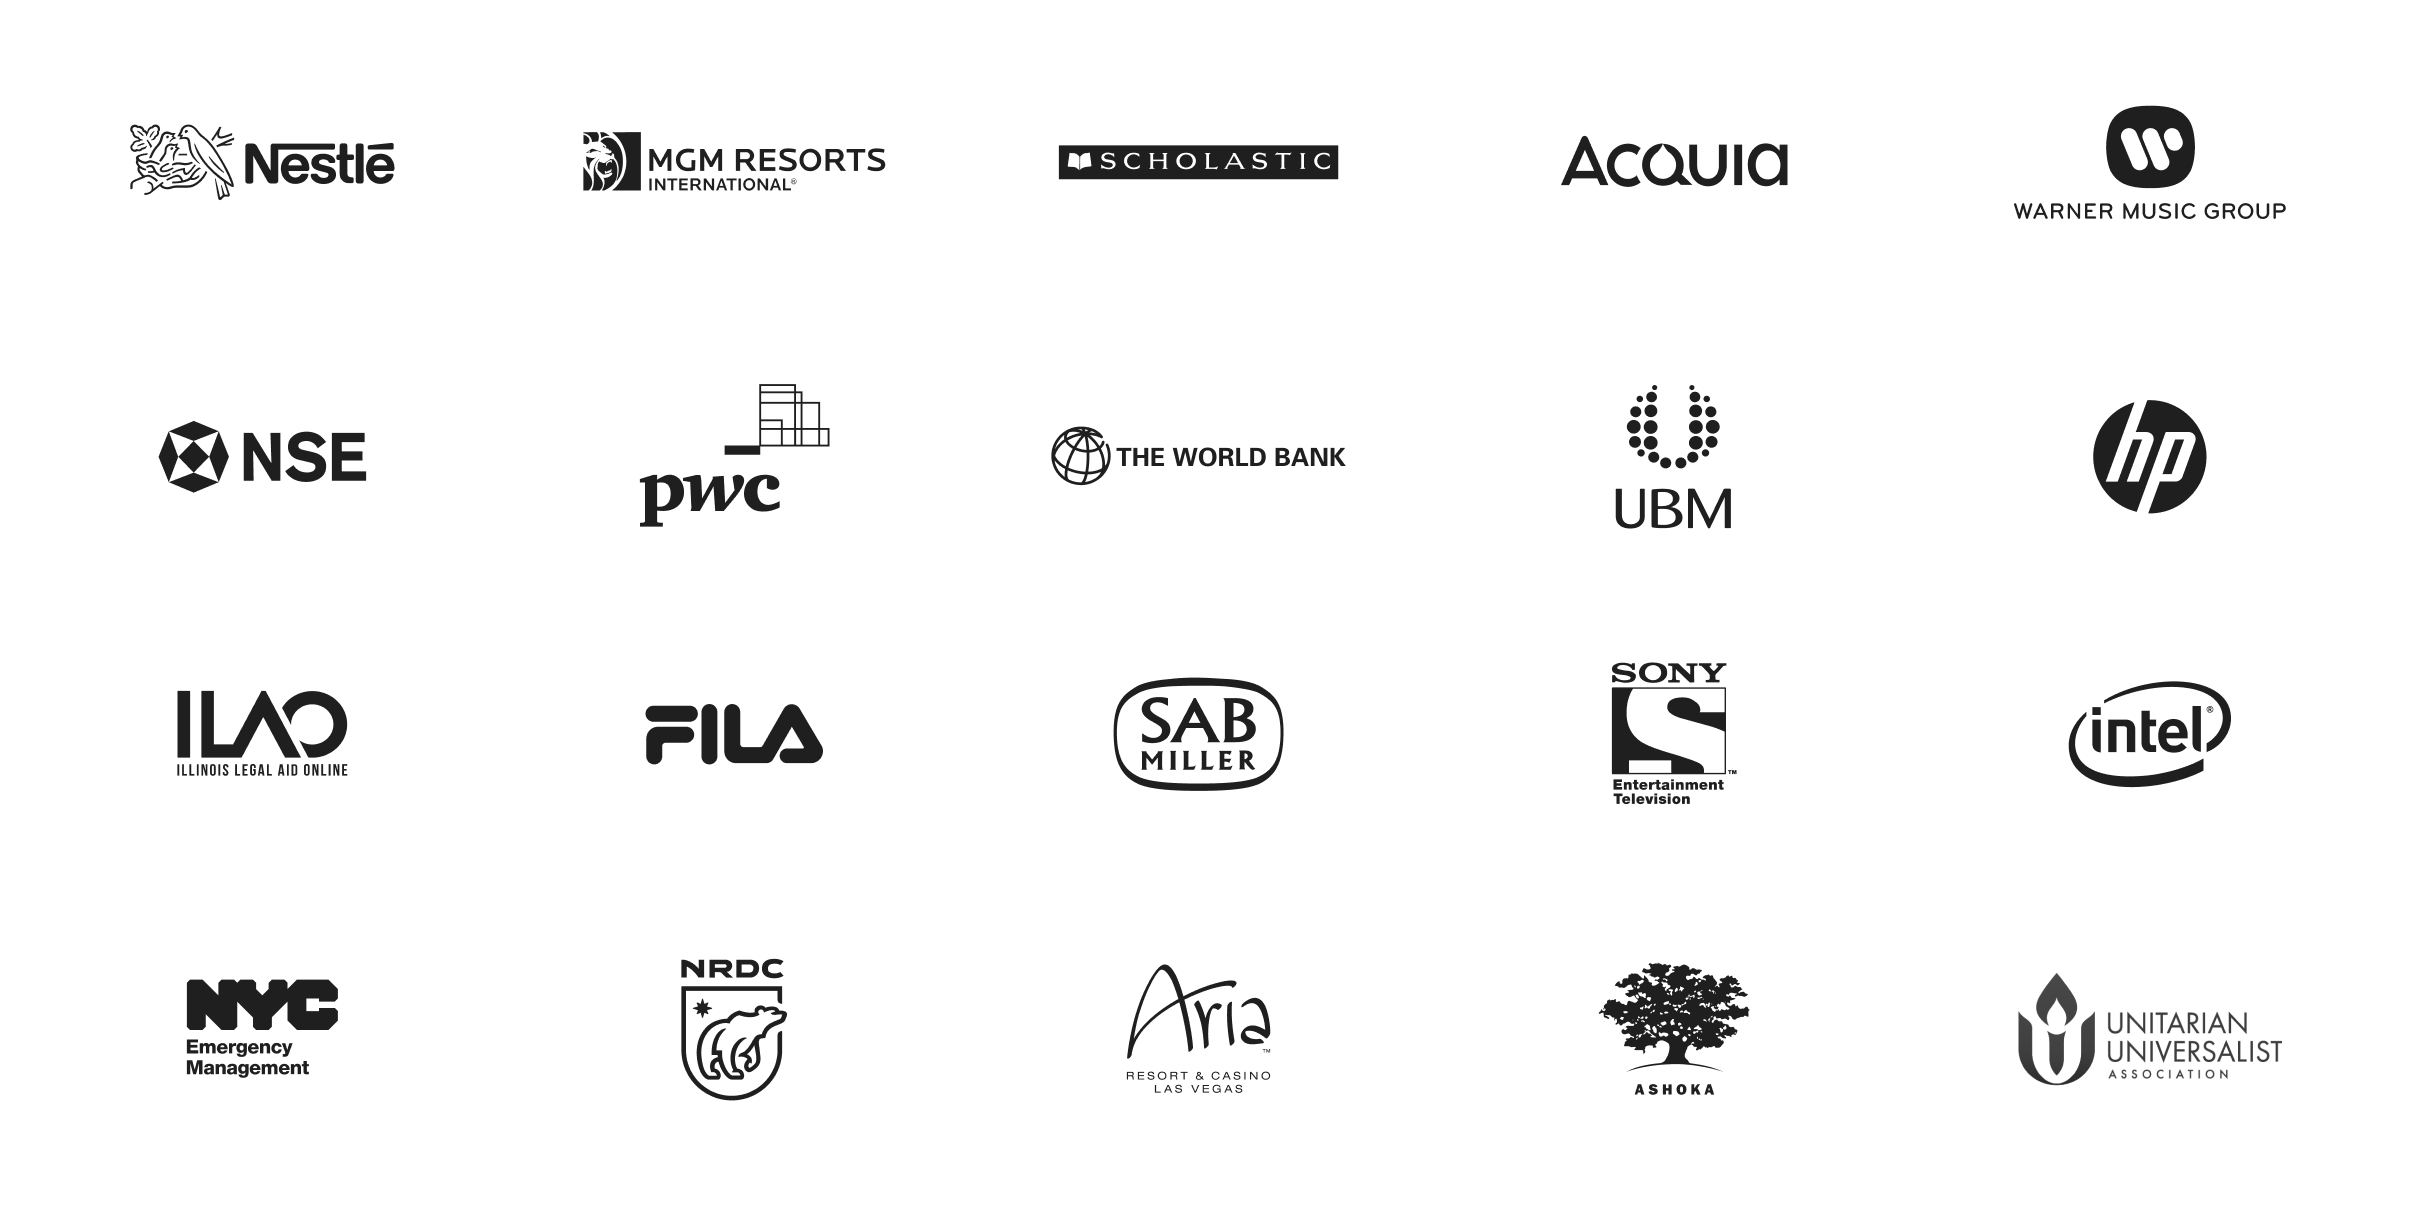 Nestlé
MGM RESORTS
INTERNATIONAL®
SCHOLASTIC
ACQUIA
WARNER MUSIC GROUP
NSE
pwc
THE WORLD BANK
UBM
hp
ILAO
ILLINOIS LEGAL AID ONLINE
FILA
SAB
MILLER
SONY
S
™
Entertainment
Television
intel®
NYC
Emergency
Management
NRDC
Aria™
RESORT & CASINO
LAS VEGAS
ASHOKA
UNITARIAN
UNIVERSALIST
ASSOCIATION